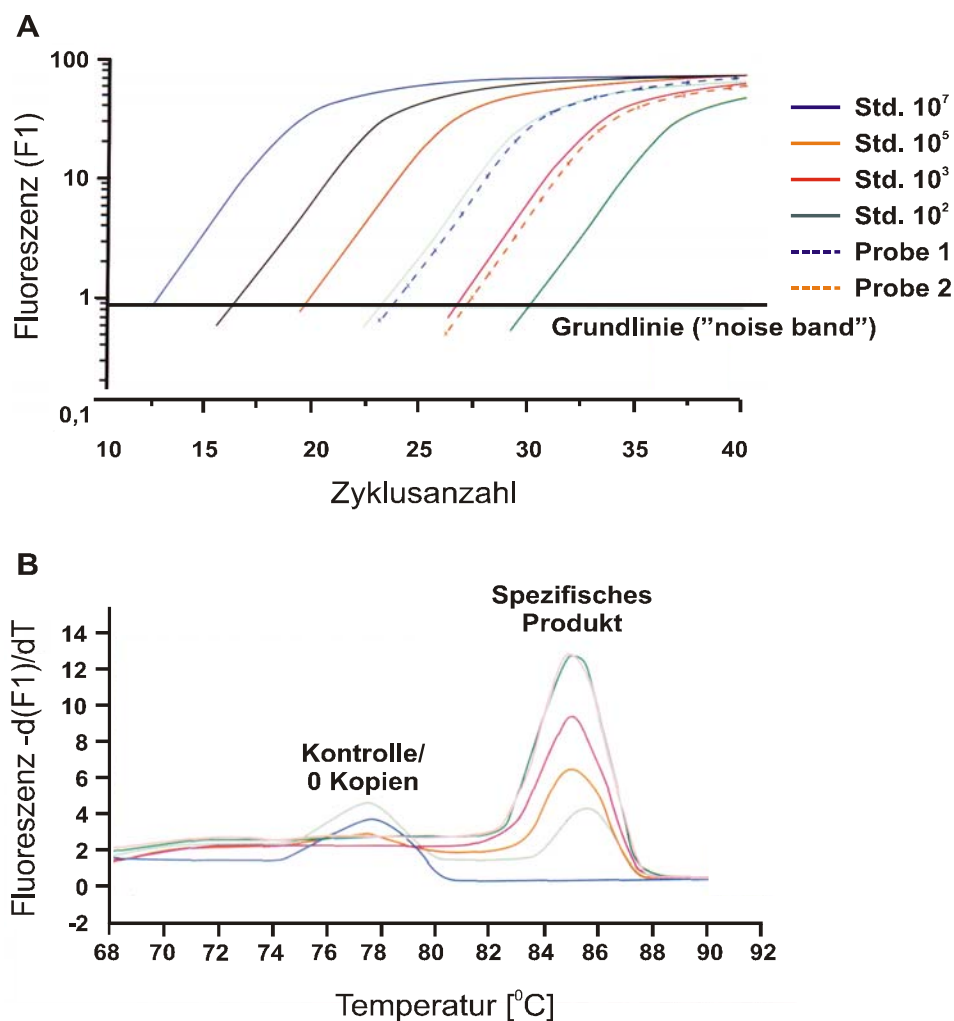 A
Fluoreszenz (F1)
100
10
1
0,1
10 15 20 25 30 35 40
Zyklusanzahl
Std. 10⁷
Std. 10⁵
Std. 10³
Std. 10²
Probe 1
Probe 2
Grundlinie ("noise band")
B
Fluoreszenz -d(F1)/dT
14
12
10
8
6
4
2
0
-2
Kontrolle/
0 Kopien
Spezifisches
Produkt
68 70 72 74 76 78 80 82 84 86 88 90 92
Temperatur [⁰C]